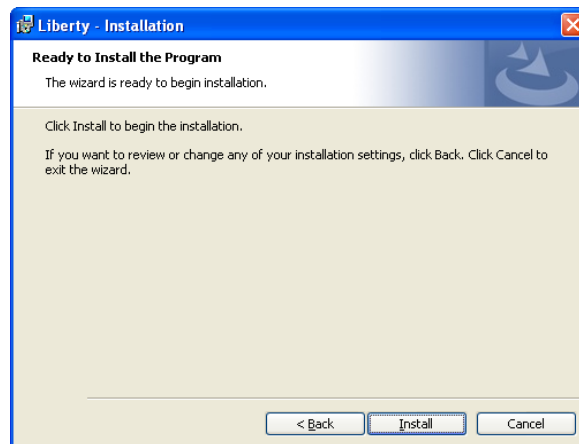 Liberty - Installation
Ready to Install the Program
The wizard is ready to begin installation.
Click Install to begin the installation.
If you want to review or change any of your installation settings, click Back. Click Cancel to
exit the wizard.
< Back Install Cancel